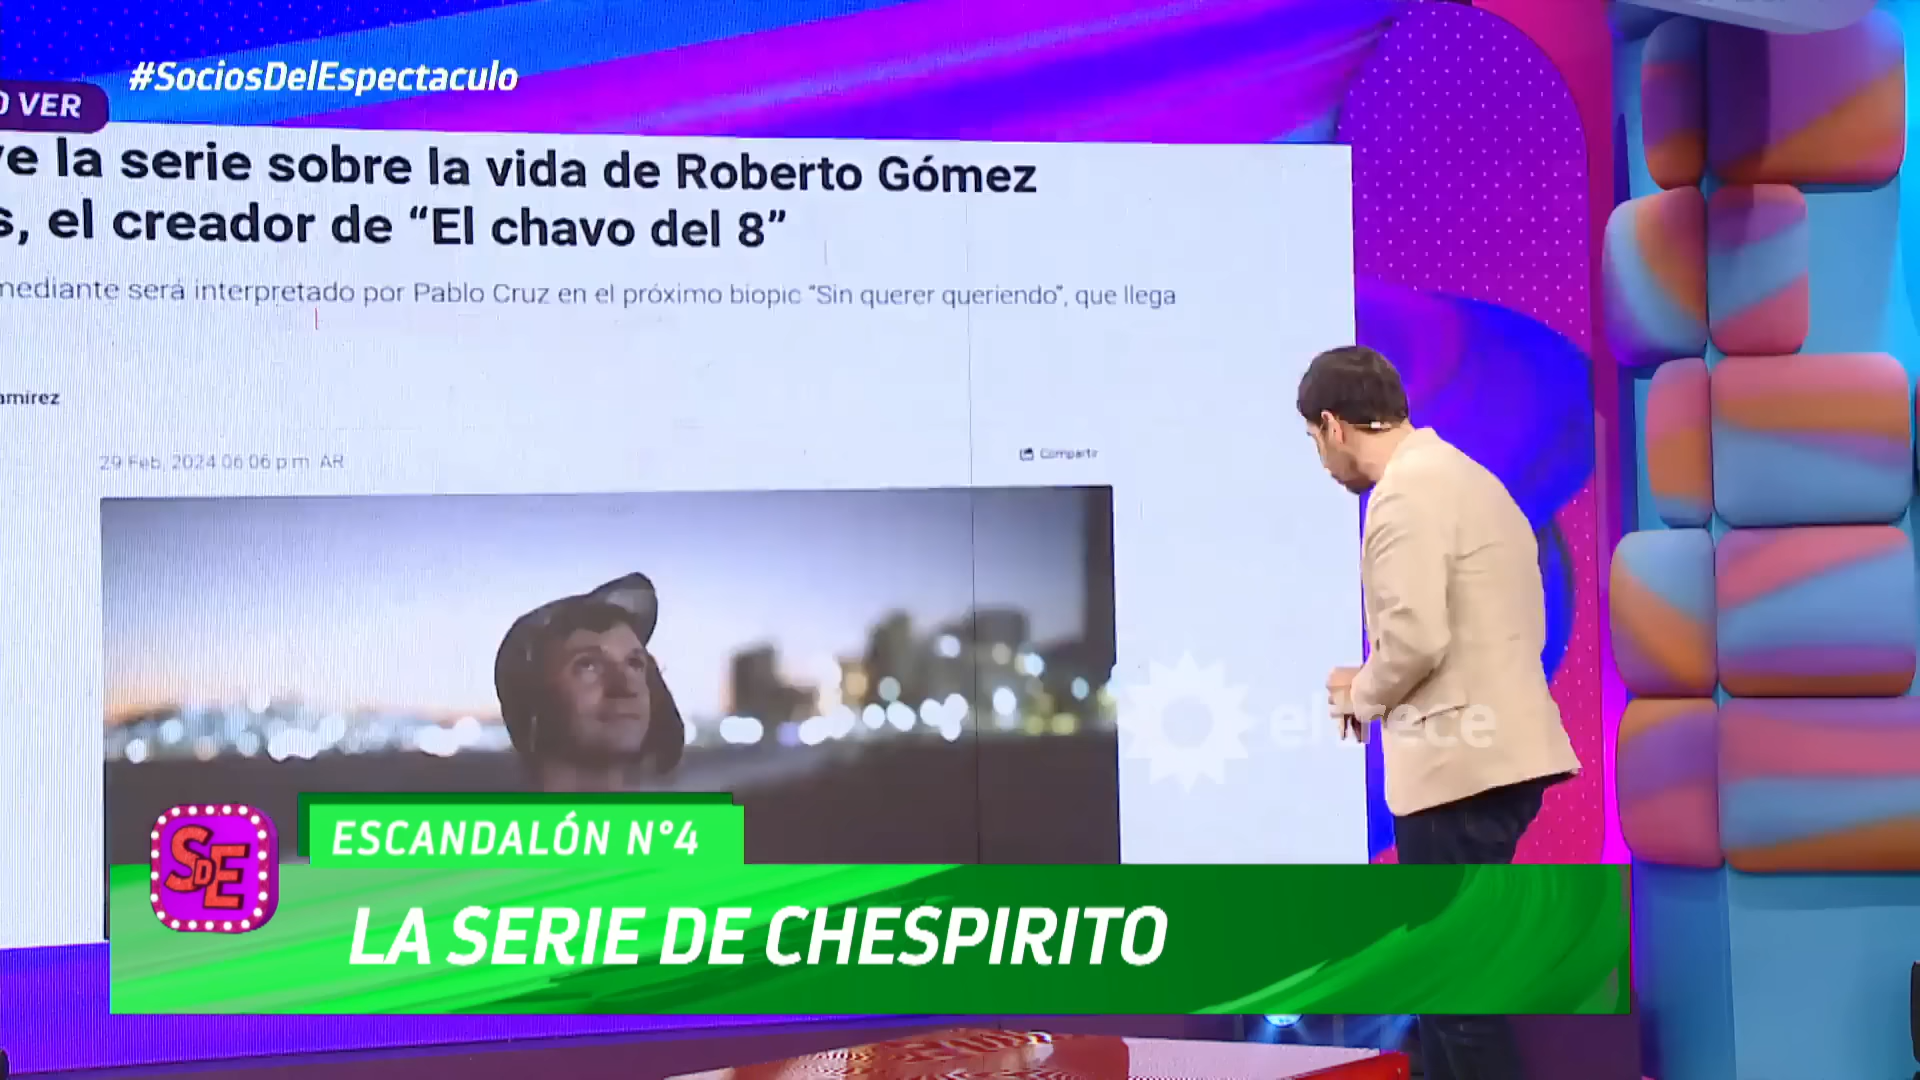 #SociosDelEspectaculo
VER
la serie sobre la vida de Roberto Gómez
el creador de “El chavo del 8”
será interpretado por Pablo Cruz en el próximo biopic “Sin querer queriendo”, que llega
29 Feb, 2024 06:06 p m AR
Compartir
eltrece
ESCANDALÓN N°4
SDE
LA SERIE DE CHESPIRITO